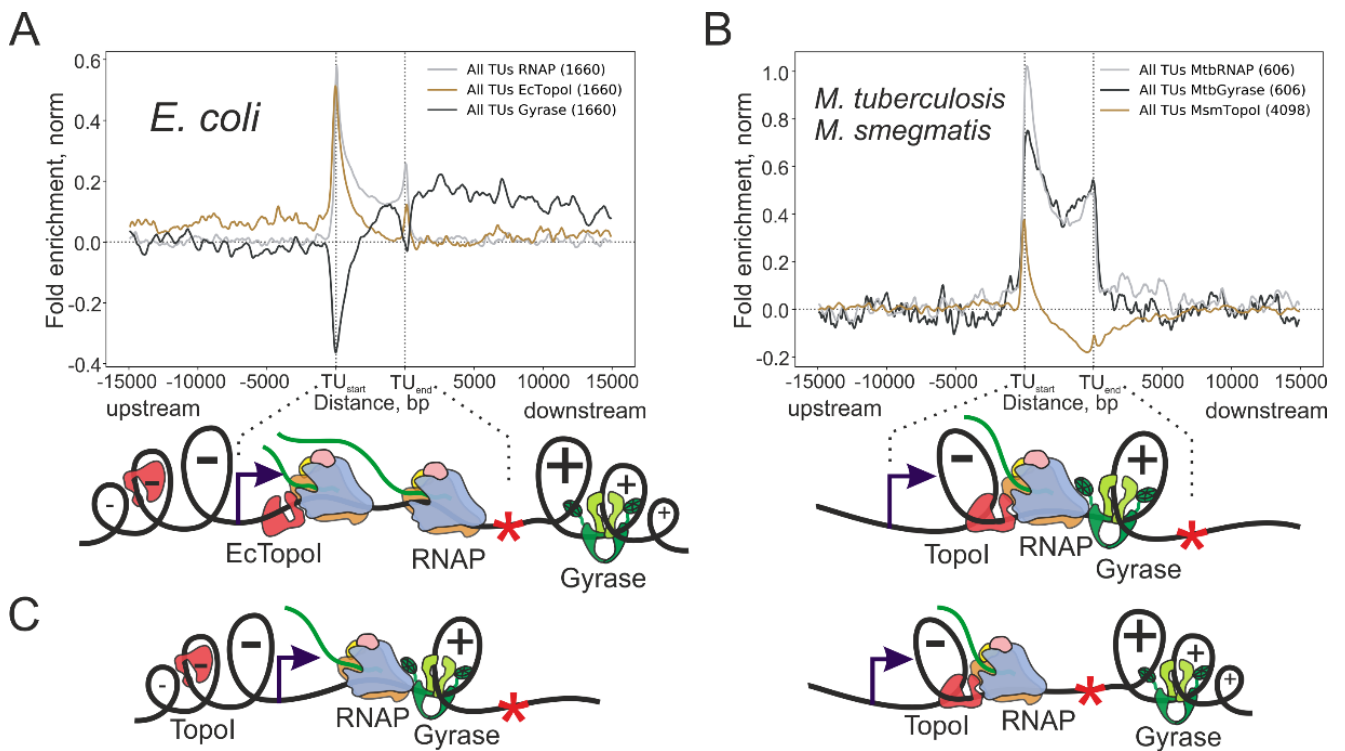 A
0.6
0.4
0.2
0.0
-0.2
-0.4
Fold enrichment, norm
E. coli
All TUs RNAP (1660)
All TUs EcTopoI (1660)
All TUs Gyrase (1660)
-15000 -10000 -5000 TUstart TUend 5000 10000 15000
upstream Distance, bp downstream
- - - + + +
EcTopoI RNAP * Gyrase
B
1.0
0.8
0.6
0.4
0.2
0.0
-0.2
Fold enrichment, norm
M. tuberculosis
M. smegmatis
All TUs MtbRNAP (606)
All TUs MtbGyrase (606)
All TUs MsmTopoI (4098)
-15000 -10000 -5000 TUstart TUend 5000 10000 15000
upstream Distance, bp downstream
- +
TopoI RNAP Gyrase *
C
- - - +
TopoI RNAP Gyrase *
- + + +
TopoI RNAP * Gyrase